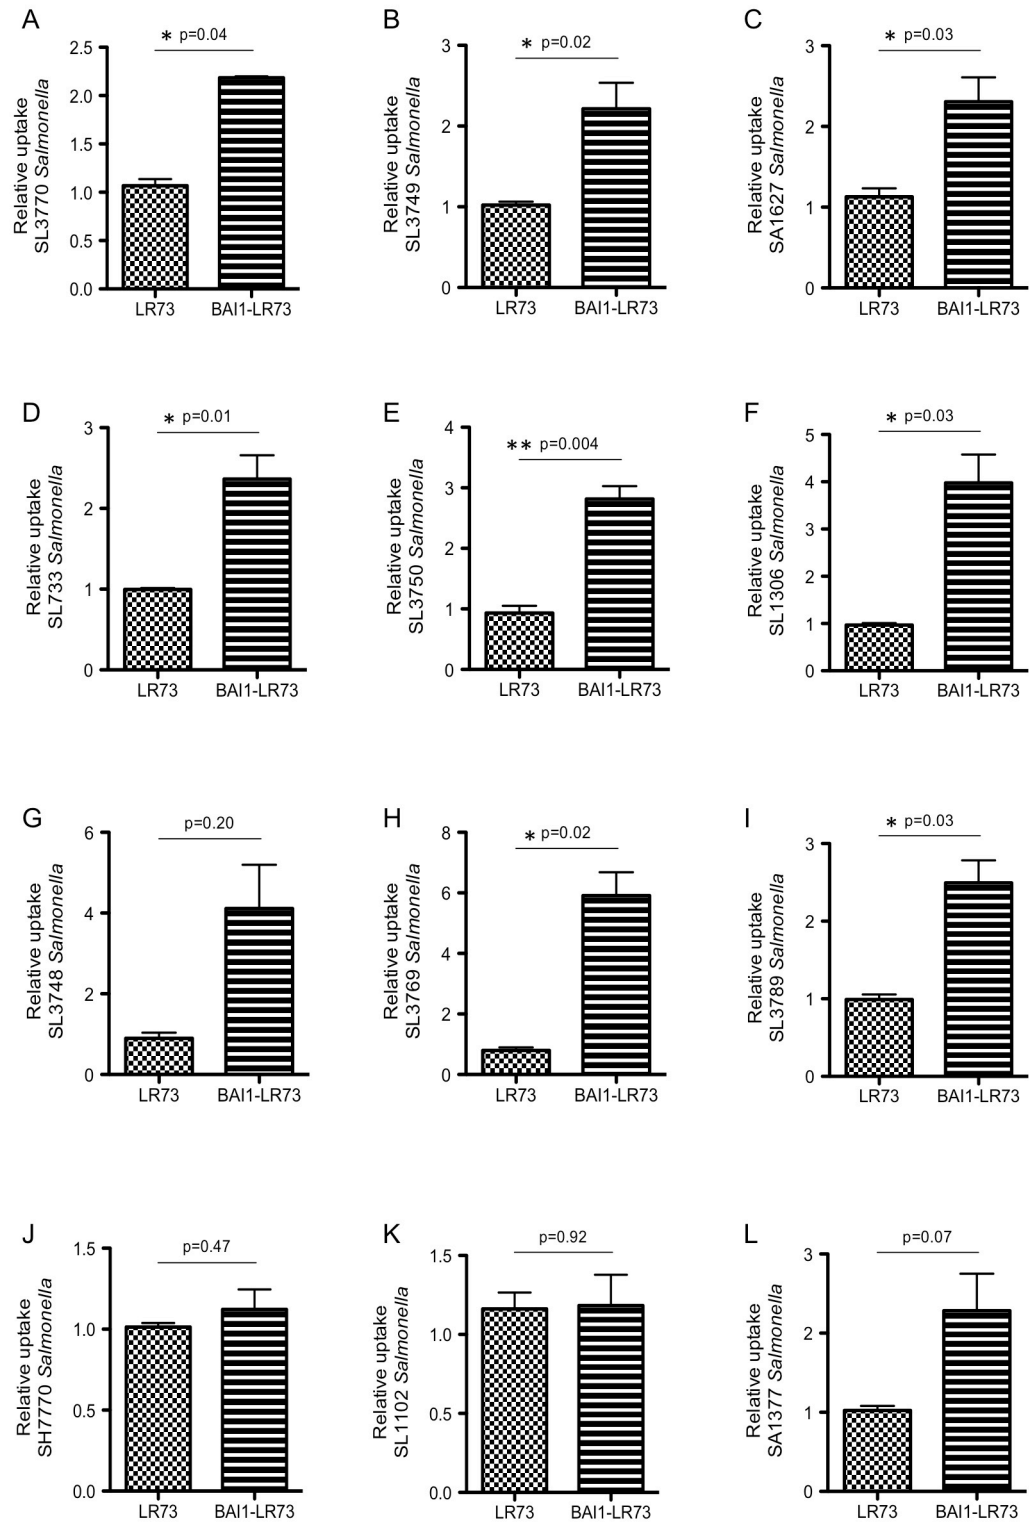 A
* p=0.04
Relative uptake
SL3770 Salmonella
2.5
2.0
1.5
1.0
0.5
0.0
LR73 BAI1-LR73
B
* p=0.02
Relative uptake
SL3749 Salmonella
3
2
1
0
LR73 BAI1-LR73
C
* p=0.03
Relative uptake
SA1627 Salmonella
3
2
1
0
LR73 BAI1-LR73
D
* p=0.01
Relative uptake
SL733 Salmonella
3
2
1
0
LR73 BAI1-LR73
E
** p=0.004
Relative uptake
SL3750 Salmonella
4
3
2
1
0
LR73 BAI1-LR73
F
* p=0.03
Relative uptake
SL1306 Salmonella
5
4
3
2
1
0
LR73 BAI1-LR73
G
p=0.20
Relative uptake
SL3748 Salmonella
6
4
2
0
LR73 BAI1-LR73
H
* p=0.02
Relative uptake
SL3769 Salmonella
8
6
4
2
0
LR73 BAI1-LR73
I
* p=0.03
Relative uptake
SL3789 Salmonella
3
2
1
0
LR73 BAI1-LR73
J
p=0.47
Relative uptake
SH7770 Salmonella
1.5
1.0
0.5
0.0
LR73 BAI1-LR73
K
p=0.92
Relative uptake
SL1102 Salmonella
1.5
1.0
0.5
0.0
LR73 BAI1-LR73
L
p=0.07
Relative uptake
SA1377 Salmonella
3
2
1
0
LR73 BAI1-LR73